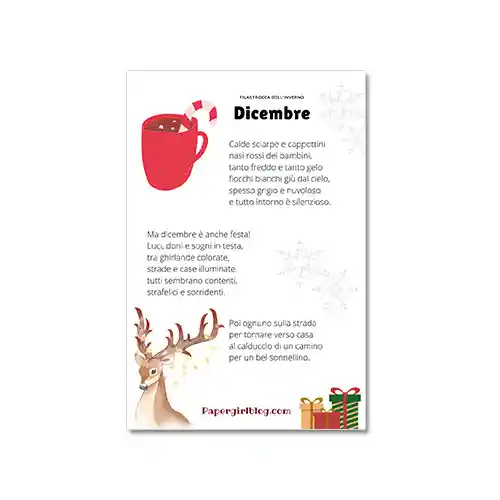 FILASTROCCA DELL'INVERNO
Dicembre
Calde sciarpe e cappottini
nasi rossi dei bambini,
tanto freddo e tanto gelo
fiocchi bianchi giù dal cielo,
spesso grigio e nuvoloso
e tutto intorno è silenzioso.
Ma dicembre è anche festa!
Luci, doni e sogni in testa,
tra ghirlande colorate,
strade e case illuminate,
tutti sembrano contenti,
strafelici e sorridenti.
Poi ognuno sulla strada
per tornare verso casa
al calduccio di un camino
per un bel sonnellino.
Papergirlblog.com